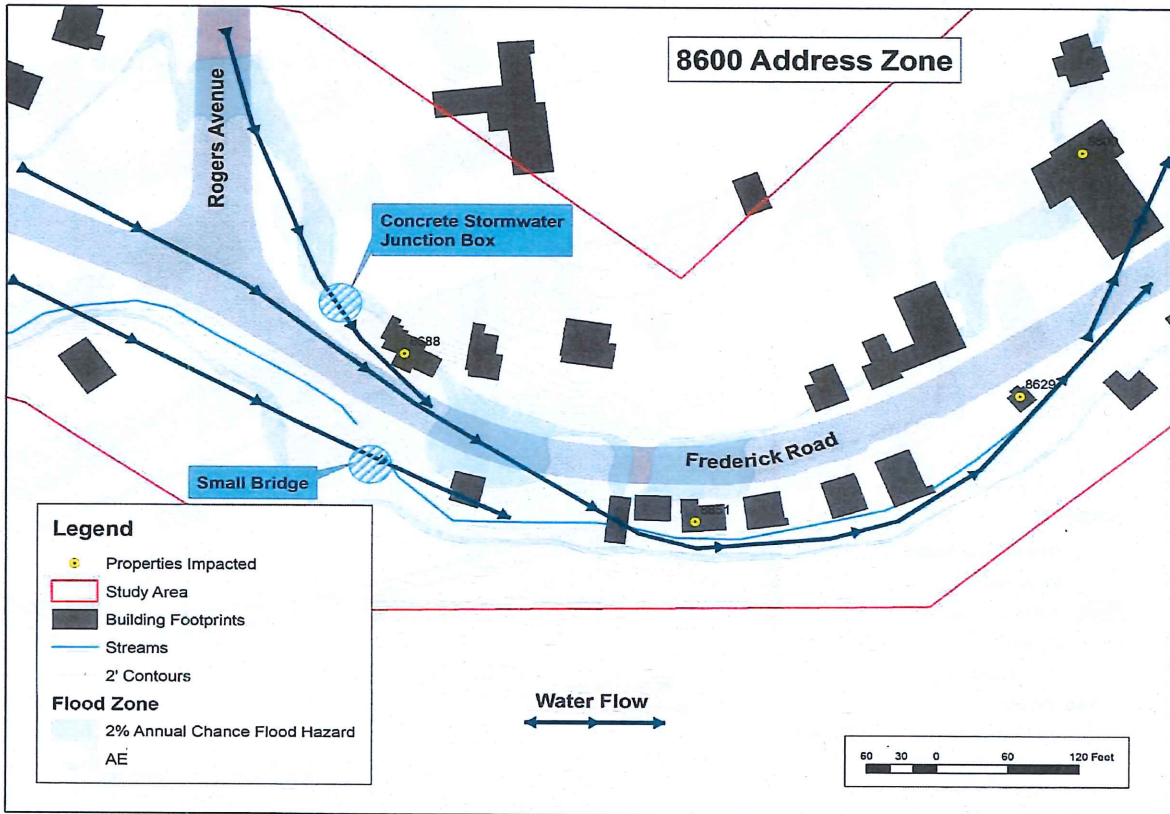 8600 Address Zone
Rogers Avenue
Concrete Stormwater
Junction Box
8688
8629
Frederick Road
Small Bridge
8651
Legend
Properties Impacted
Study Area
Building Footprints
Streams
2' Contours
Flood Zone
2% Annual Chance Flood Hazard
AE
Water Flow
60 30 0 60 120 Feet